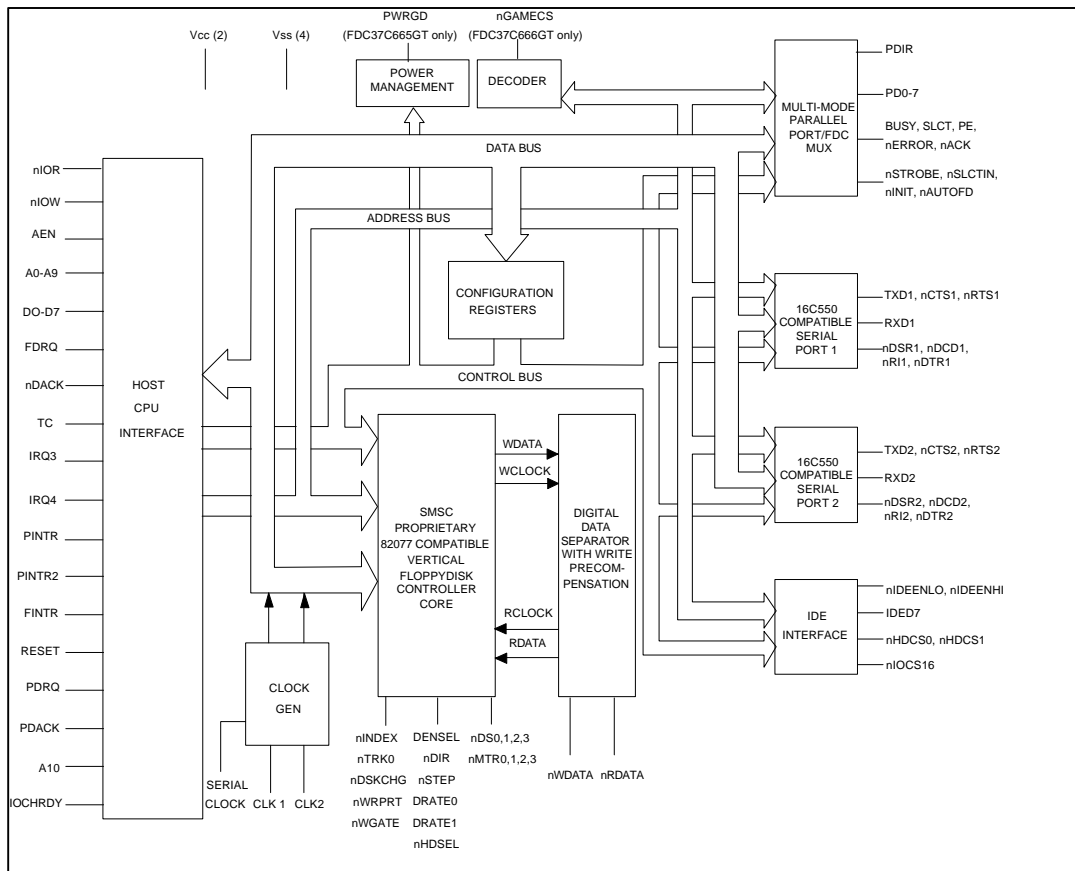 PWRGD
(FDC37C665GT only)
nGAMECS
(FDC37C666GT only)
Vcc (2)
Vss (4)
POWER
MANAGEMENT
DECODER
MULTI-MODE
PARALLEL
PORT/FDC
MUX
PDIR
PD0-7
BUSY, SLCT, PE,
nERROR, nACK
nSTROBE, nSLCTIN,
nINIT, nAUTOFD
DATA BUS
ADDRESS BUS
CONFIGURATION
REGISTERS
CONTROL BUS
nIOR
nIOW
AEN
A0-A9
DO-D7
FDRQ
nDACK
TC
IRQ3
IRQ4
PINTR
PINTR2
FINTR
RESET
PDRQ
PDACK
A10
IOCHRDY
HOST
CPU
INTERFACE
16C550
COMPATIBLE
SERIAL
PORT 1
TXD1, nCTS1, nRTS1
RXD1
nDSR1, nDCD1,
nRI1, nDTR1
SMSC
PROPRIETARY
82077 COMPATIBLE
VERTICAL
FLOPPYDISK
CONTROLLER
CORE
WDATA
WCLOCK
RCLOCK
RDATA
DIGITAL
DATA
SEPARATOR
WITH WRITE
PRECOM-
PENSATION
16C550
COMPATIBLE
SERIAL
PORT 2
TXD2, nCTS2, nRTS2
RXD2
nDSR2, nDCD2,
nRI2, nDTR2
IDE
INTERFACE
nIDEENLO, nIDEENHI
IDED7
nHDCS0, nHDCS1
nIOCS16
CLOCK
GEN
SERIAL
CLOCK
CLK 1
CLK2
nINDEX
nTRK0
nDSKCHG
nWRPRT
nWGATE
DENSEL
nDIR
nSTEP
DRATE0
DRATE1
nHDSEL
nDS0,1,2,3
nMTR0,1,2,3
nWDATA
nRDATA